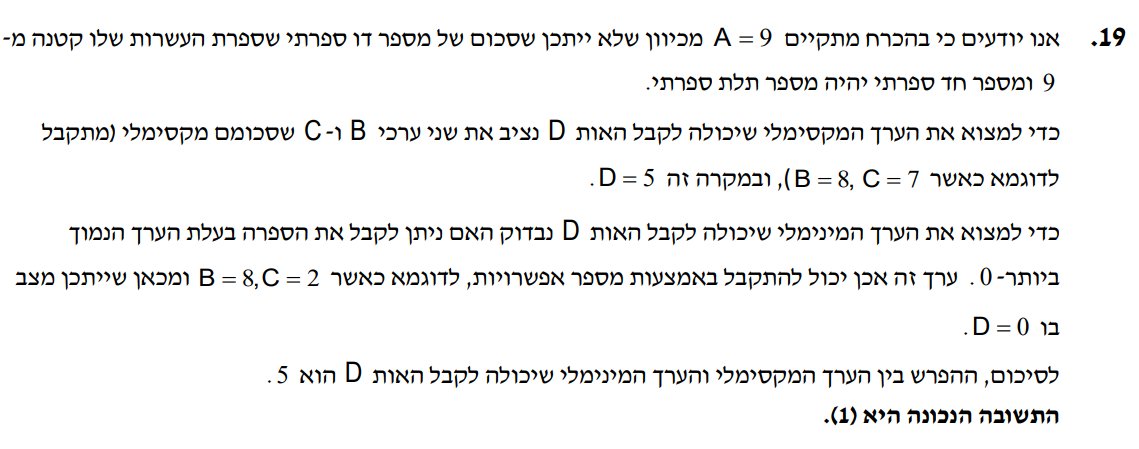 19. אנו יודעים כי בהכרח מתקיים A = 9 מכיוון שלא ייתכן שסכום של מספר דו ספרתי שספרת העשרות שלו קטנה מ-
9 ומספר חד ספרתי יהיה מספר תלת ספרתי.
כדי למצוא את הערך המקסימלי שיכולה לקבל האות D נציב את שני ערכי B ו-C שסכומם מקסימלי (מתקבל
לדוגמא כאשר B = 8, C = 7), ובמקרה זה D = 5.
כדי למצוא את הערך המינימלי שיכולה לקבל האות D נבדוק האם ניתן לקבל את הספרה בעלת הערך הנמוך
ביותר-0. ערך זה אכן יכול להתקבל באמצעות מספר אפשרויות, לדוגמא כאשר B = 8,C = 2 ומכאן שייתכן מצב
בו D = 0.
לסיכום, ההפרש בין הערך המקסימלי והערך המינימלי שיכולה לקבל האות D הוא 5.
התשובה הנכונה היא (1).